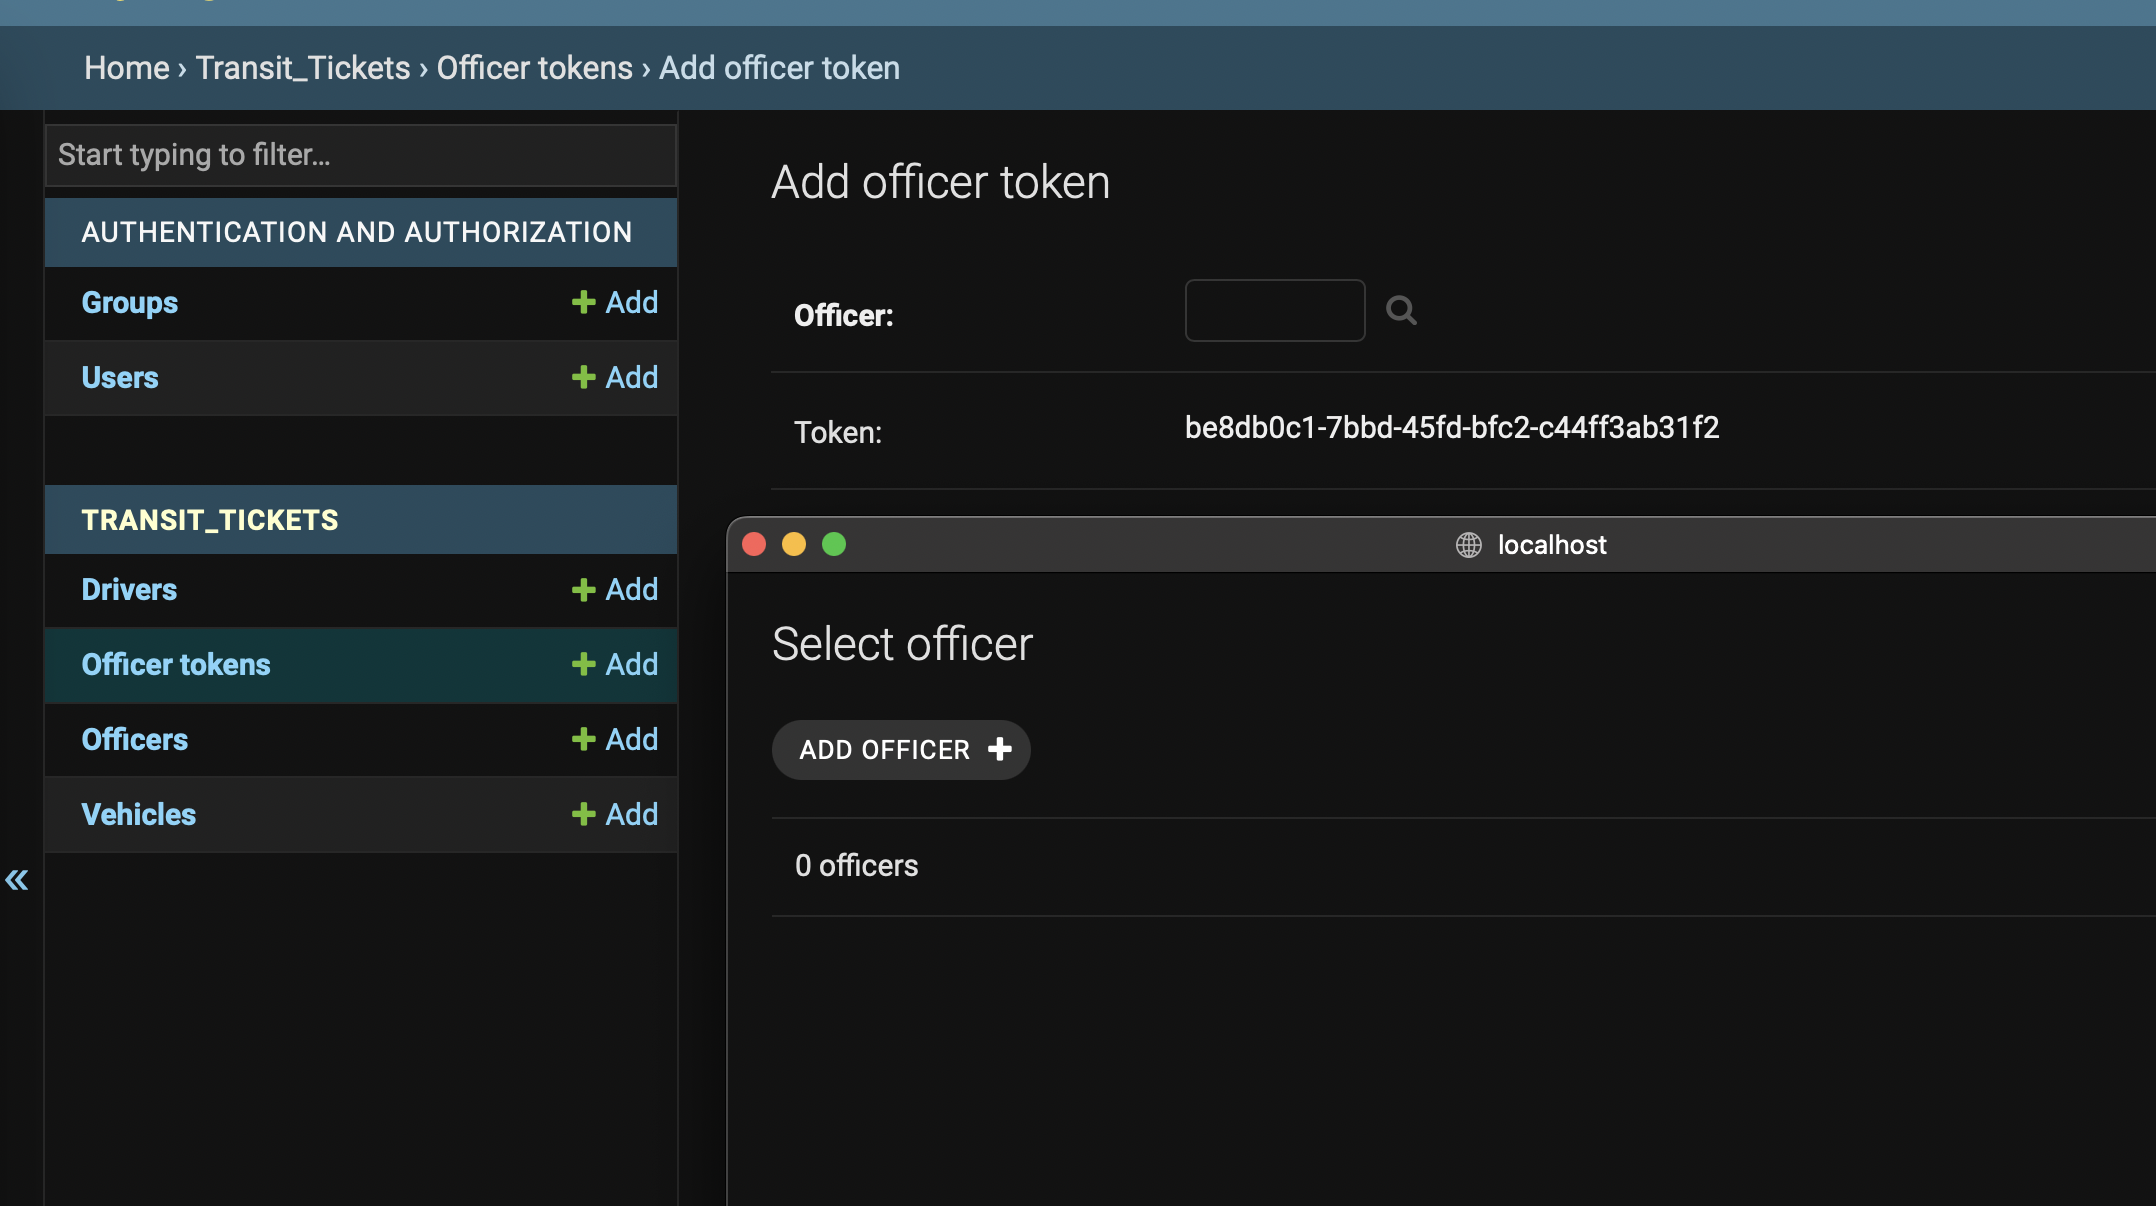 Home › Transit_Tickets › Officer tokens › Add officer token
Start typing to filter...
AUTHENTICATION AND AUTHORIZATION
Groups + Add
Users + Add
TRANSIT_TICKETS
Drivers + Add
Officer tokens + Add
Officers + Add
Vehicles + Add
«
Add officer token
Officer:
Token: be8db0c1-7bbd-45fd-bfc2-c44ff3ab31f2
localhost
Select officer
ADD OFFICER +
0 officers